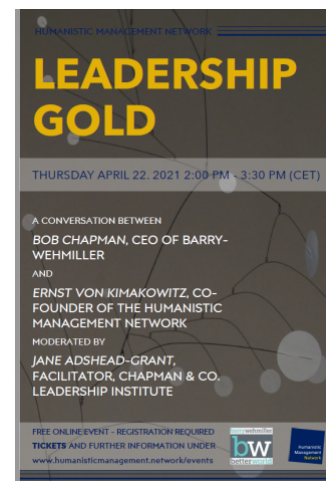 HUMANISTIC MANAGEMENT NETWORK
LEADERSHIP
GOLD
THURSDAY APRIL 22. 2021 2:00 PM - 3:30 PM (CET)
A CONVERSATION BETWEEN
BOB CHAPMAN, CEO OF BARRY-
WEHMILLER
AND
ERNST VON KIMAKOWITZ, CO-
FOUNDER OF THE HUMANISTIC
MANAGEMENT NETWORK
MODERATED BY
JANE ADSHEAD-GRANT,
FACILITATOR, CHAPMAN & CO.
LEADERSHIP INSTITUTE
FREE ONLINE EVENT - REGISTRATION REQUIRED
TICKETS AND FURTHER INFORMATION UNDER
www.humanisticmanagement.network/events
barrywehmiller
bw
betterworld
Humanistic
Management
Network